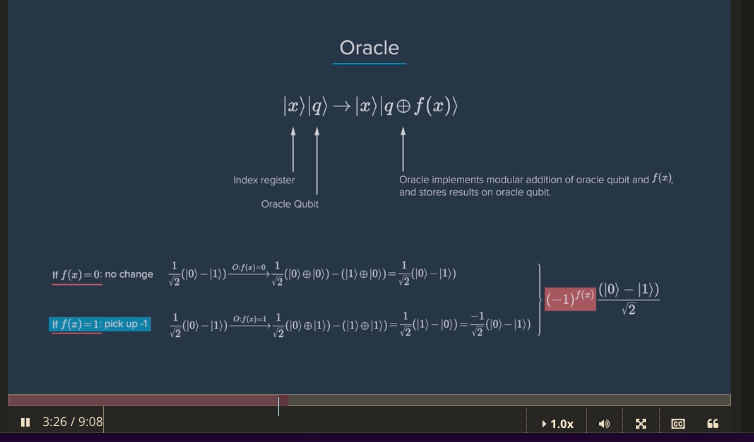 Oracle
|x⟩|q⟩→|x⟩|q⊕f(x)⟩
Index register
Oracle Qubit
Oracle implements modular addition of oracle qubit and f(x),
and stores results on oracle qubit.
If f(x)=0: no change 1/√2(|0⟩−|1⟩) O:f(x)=0→ 1/√2(|0⟩⊕|0⟩)−(|1⟩⊕|0⟩)=1/√2(|0⟩−|1⟩)
If f(x)=1: pick up -1 1/√2(|0⟩−|1⟩) O:f(x)=1→ 1/√2(|0⟩⊕|1⟩)−(|1⟩⊕|1⟩)=1/√2(|1⟩−|0⟩)=−1/√2(|0⟩−|1⟩)
(−1)^f(x) (|0⟩−|1⟩)/√2
3:26 / 9:08
1.0x
CC